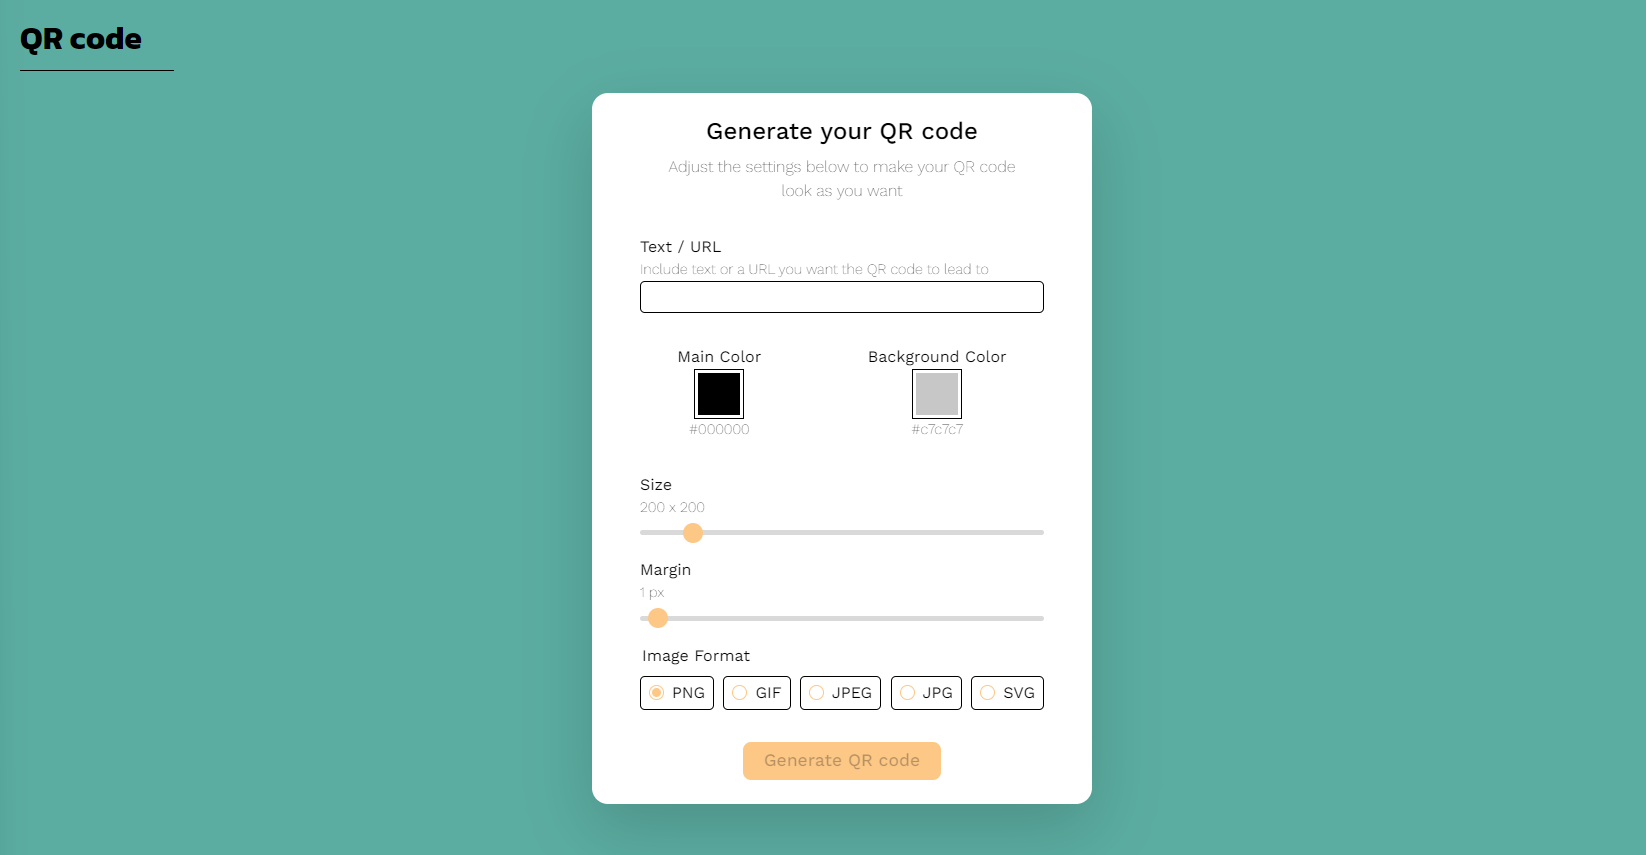 QR code
Generate your QR code
Adjust the settings below to make your QR code
look as you want
Text / URL
Include text or a URL you want the QR code to lead to
Main Color
Background Color
#000000
#c7c7c7
Size
200 x 200
Margin
1 px
Image Format
PNG GIF JPEG JPG SVG
Generate QR code